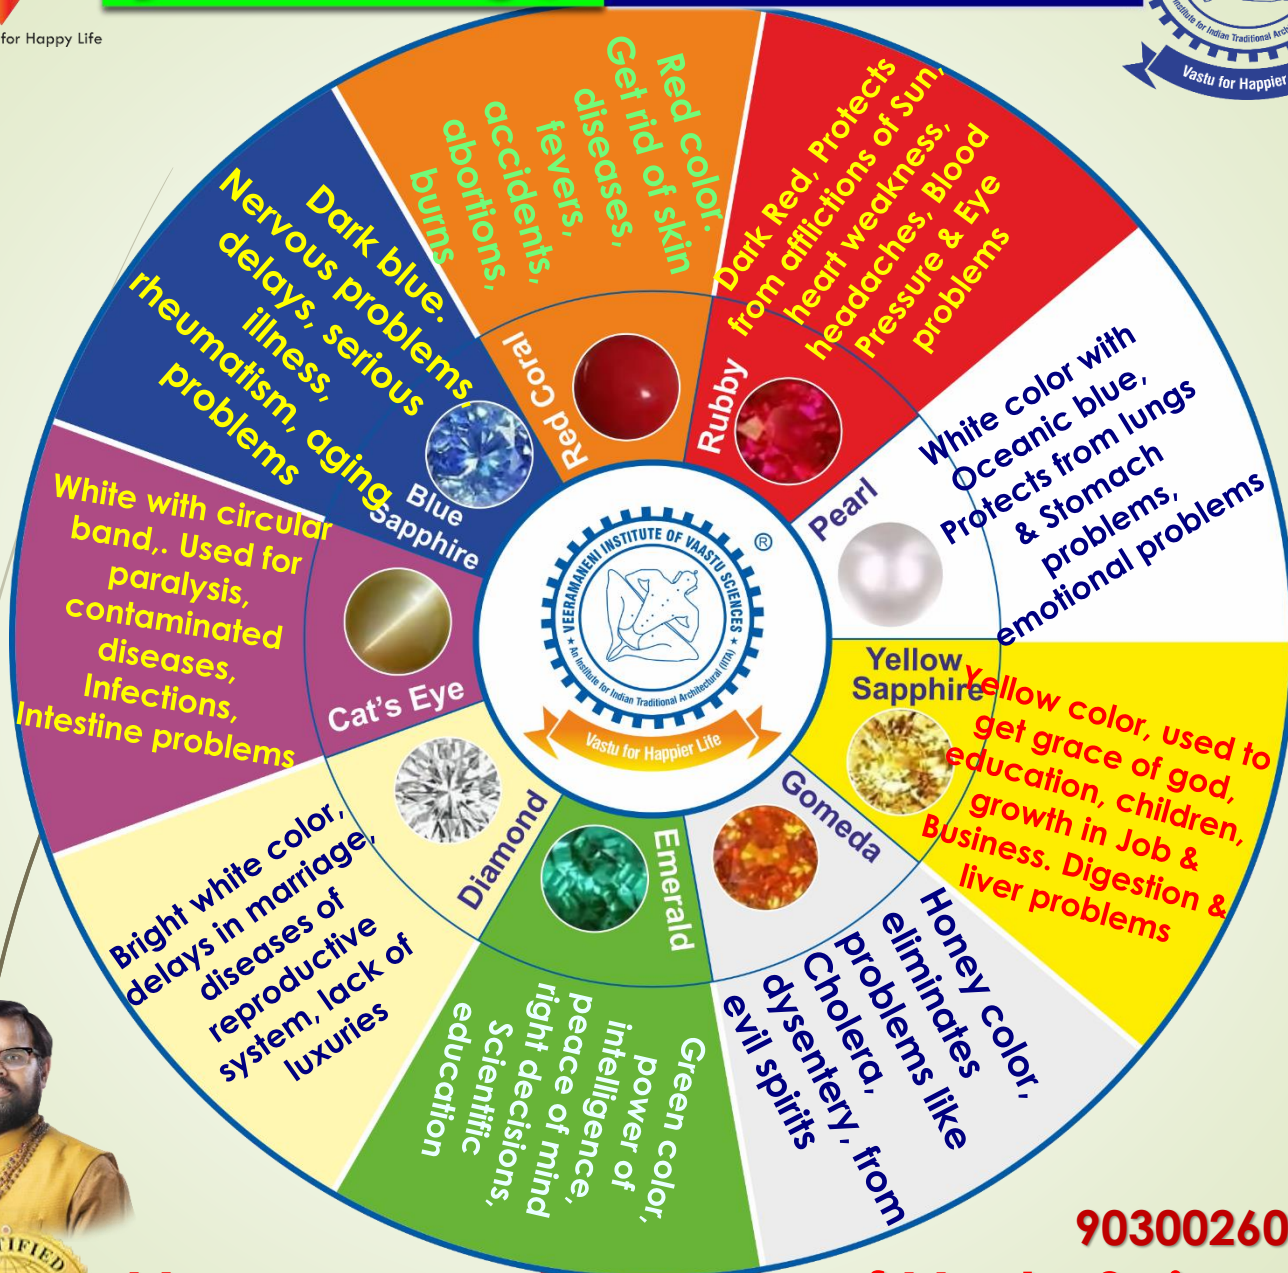 for Happy Life
Institute for Indian Traditional Arch
Vastu for Happier
Red color.
Get rid of skin
diseases,
fevers,
accidents,
abortions,
burns
Red Coral
Dark Red, Protects
from afflictions of Sun,
heart weakness,
headaches, Blood
Pressure & Eye
problems
Rubby
White color with
Oceanic blue,
Protects from lungs
& Stomach
problems,
emotional problems
Pearl
Yellow
Sapphire
Yellow color, used to
get grace of god,
education, children,
growth in Job &
Business. Digestion &
liver problems
Gomeda
Honey color,
eliminates
problems like
Cholera,
dysentery, from
evil spirits
Emerald
Green color,
power of
intelligence,
peace of mind
right decisions,
Scientific
education
Diamond
Bright white color,
delays in marriage,
diseases of
reproductive
system, lack of
luxuries
Cat's Eye
White with circular
band,. Used for
paralysis,
contaminated
diseases,
Infections,
Intestine problems
Blue
Sapphire
Dark blue.
Nervous problems,
delays, serious
illness,
rheumatism, aging
problems
VEERAMANENI INSTITUTE OF VAASTU SCIENCES
®
★ An Institute for Indian Traditional Architectural (IITA) ★
Vastu for Happier Life
90300260
TIFIED